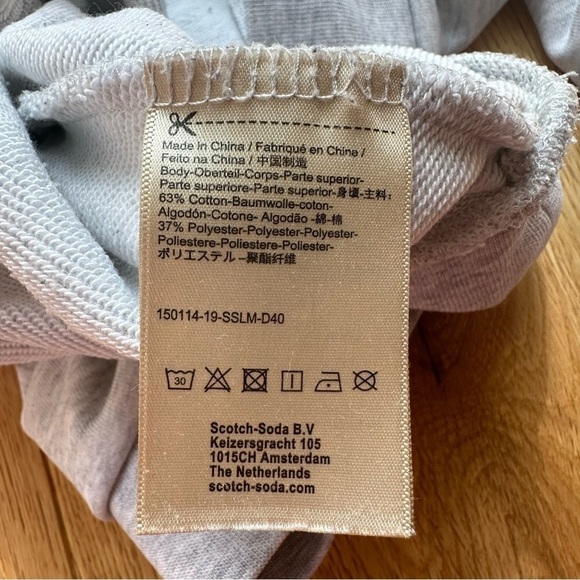 Made in China / Fabriqué en Chine /
Feito na China / 中国制造
Body-Oberteil-Corps-Parte superior-
Parte superiore-Parte superior-身頃-主料:
63% Cotton-Baumwolle-coton-
Algodón-Cotone- Algodão -綿-棉
37% Polyester-Polyester-Polyester-
Poliestere-Poliestere-Poliester-
ポリエステル -聚酯纤维
150114-19-SSLM-D40
30
Scotch-Soda B.V
Keizersgracht 105
1015CH Amsterdam
The Netherlands
scotch-soda.com